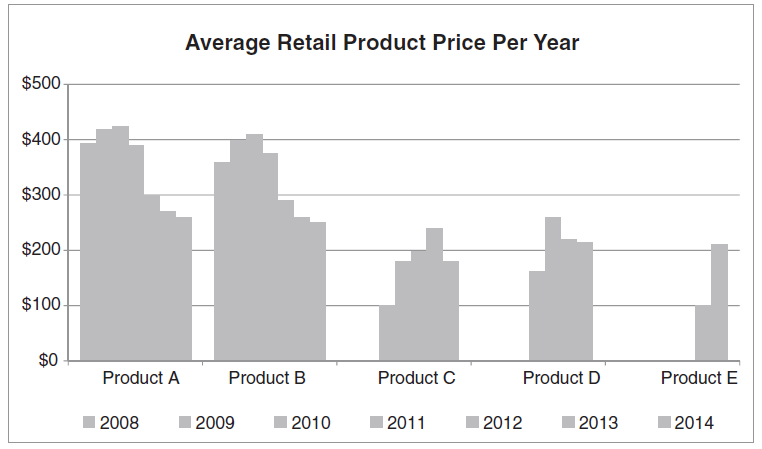 Average Retail Product Price Per Year
$500
$400
$300
$200
$100
$0
Product A Product B Product C Product D Product E
2008 2009 2010 2011 2012 2013 2014